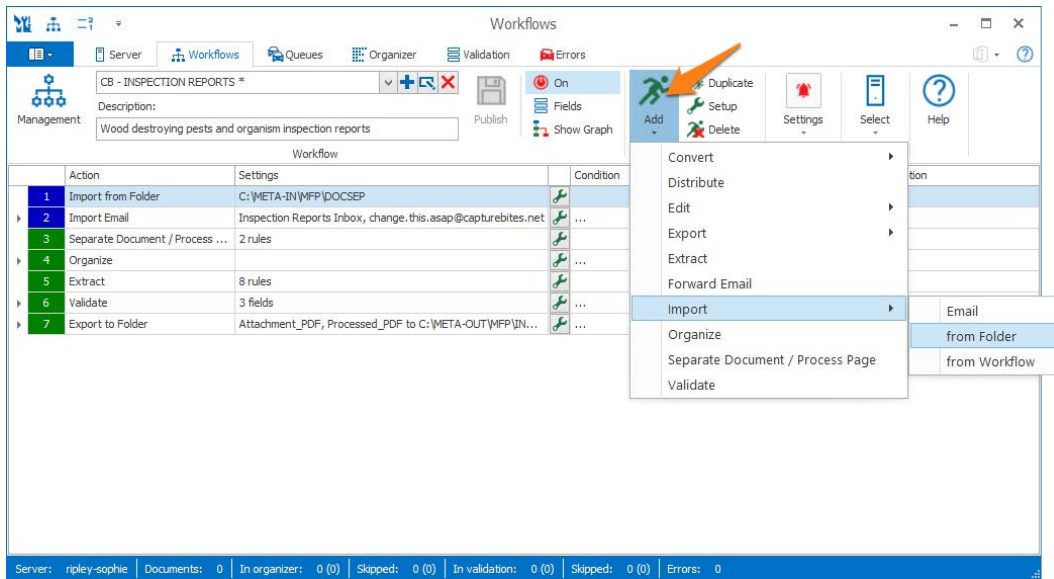 Workflows
Server Workflows Queues Organizer Validation Errors
CB - INSPECTION REPORTS *
Description:
Wood destroying pests and organism inspection reports
Workflow
Management
Publish
On
Fields
Show Graph
Add
Duplicate
Setup
Delete
Settings
Select
Help
Action Settings Condition tion
1 Import from Folder C:\META-IN\MFP\DOCSEP
2 Import Email Inspection Reports Inbox, change.this.asap@capturebites.net ...
3 Separate Document / Process ... 2 rules
4 Organize ...
5 Extract 8 rules
6 Validate 3 fields ...
7 Export to Folder Attachment_PDF, Processed_PDF to C:\META-OUT\MFP\IN... ...
Convert
Distribute
Edit
Export
Extract
Forward Email
Import
Organize
Separate Document / Process Page
Validate
Email
from Folder
from Workflow
Server: ripley-sophie Documents: 0 In organizer: 0 (0) Skipped: 0 (0) In validation: 0 (0) Skipped: 0 (0) Errors: 0